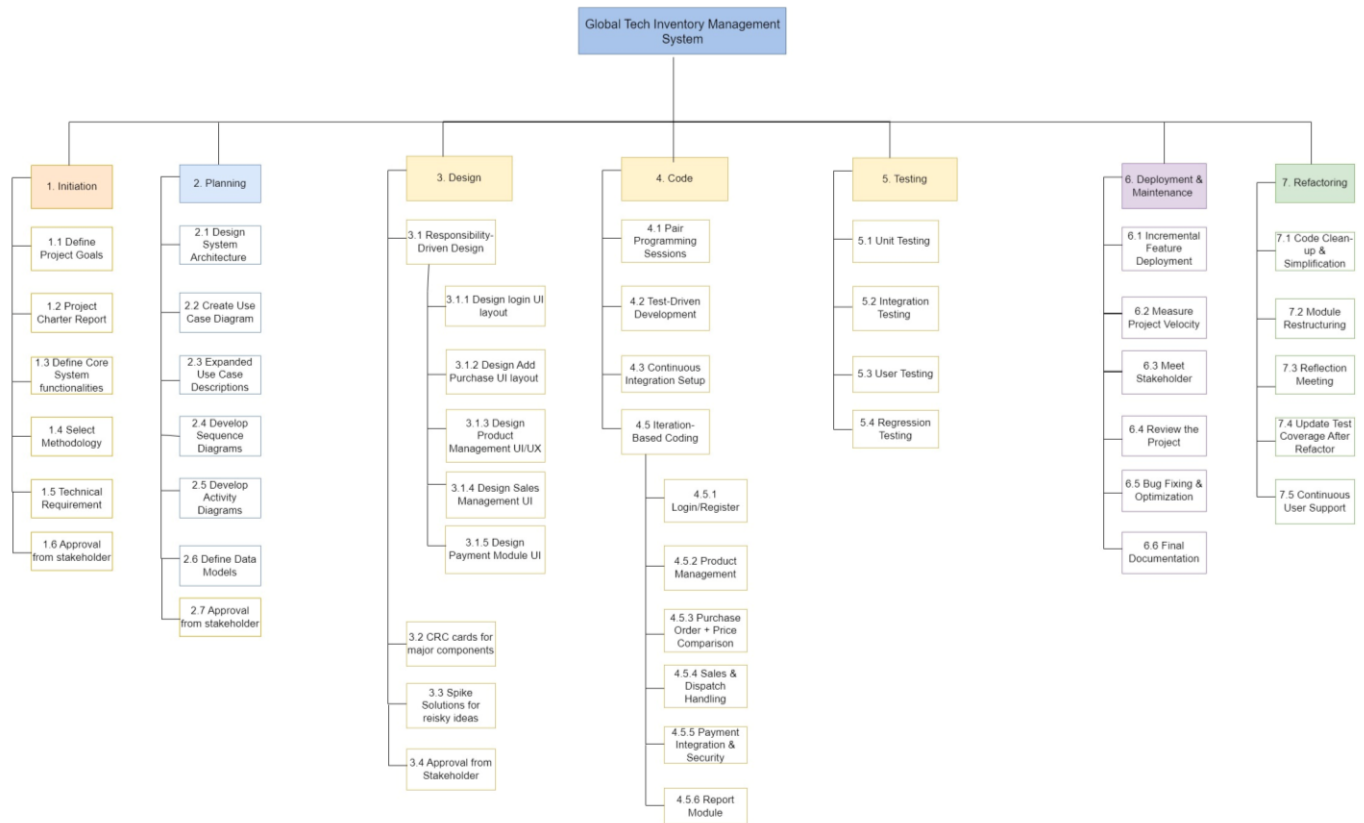 Global Tech Inventory Management
System
1. Initiation
1.1 Define
Project Goals
1.2 Project
Charter Report
1.3 Define Core
System
functionalities
1.4 Select
Methodology
1.5 Technical
Requirement
1.6 Approval
from stakeholder
2. Planning
2.1 Design
System
Architecture
2.2 Create Use
Case Diagram
2.3 Expanded
Use Case
Descriptions
2.4 Develop
Sequence
Diagrams
2.5 Develop
Activity
Diagrams
2.6 Define Data
Models
2.7 Approval
from stakeholder
3. Design
3.1 Responsibility-
Driven Design
3.1.1 Design login UI
layout
3.1.2 Design Add
Purchase UI layout
3.1.3 Design
Product
Management UI/UX
3.1.4 Design Sales
Management UI
3.1.5 Design
Payment Module UI
3.2 CRC cards for
major components
3.3 Spike
Solutions for
reisky ideas
3.4 Approval from
Stakeholder
4. Code
4.1 Pair
Programming
Sessions
4.2 Test-Driven
Development
4.3 Continuous
Integration Setup
4.5 Iteration-
Based Coding
4.5.1
Login/Register
4.5.2 Product
Management
4.5.3 Purchase
Order + Price
Comparison
4.5.4 Sales &
Dispatch
Handling
4.5.5 Payment
Integration &
Security
4.5.6 Report
Module
5. Testing
5.1 Unit Testing
5.2 Integration
Testing
5.3 User Testing
5.4 Regression
Testing
6. Deployment &
Maintenance
6.1 Incremental
Feature
Deployment
6.2 Measure
Project Velocity
6.3 Meet
Stakeholder
6.4 Review the
Project
6.5 Bug Fixing &
Optimization
6.6 Final
Documentation
7. Refactoring
7.1 Code Clean-
up &
Simplification
7.2 Module
Restructuring
7.3 Reflection
Meeting
7.4 Update Test
Coverage After
Refactor
7.5 Continuous
User Support